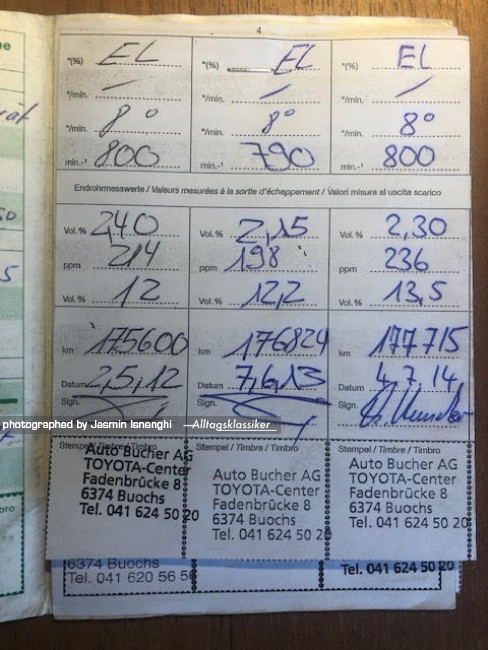 4
°(%) EL °(%) EL °(%) EL
°/min. / °/min. / °/min. /
°/min. 8° °/min. 8° °/min. 8°
min.⁻¹ 800 min.⁻¹ 790 min.⁻¹ 800
Endrohrmesswerte / Valeurs mesurées à la sortie d'échappement / Valori misura al uscita scarico
Vol. % 2,40 Vol. % 2,15 Vol. % 2,30
ppm 214 ppm 198 ppm 236
Vol. % 12 Vol. % 12,2 Vol. % 13,5
km 175600 km 176824 km 177715
Datum 2,5,12 Datum 7,6,13 Datum 4.7.14
Sign. Sign. Sign.
photographed by Jasmin Isnenghi —Alltagsklassiker—
Stempel / Timbre / Timbro Stempel / Timbre / Timbro Stempel / Timbre / Timbro
Auto Bucher AG Auto Bucher AG Auto Bucher AG
TOYOTA-Center TOYOTA-Center TOYOTA-Center
Fadenbrücke 8 Fadenbrücke 8 Fadenbrücke 8
6374 Buochs 6374 Buochs 6374 Buochs
Tel. 041 624 50 20 Tel. 041 624 50 20 Tel. 041 624 50 20
6374 Buochs
Tel. 041 620 56 56 Tel. 041 624 50 20